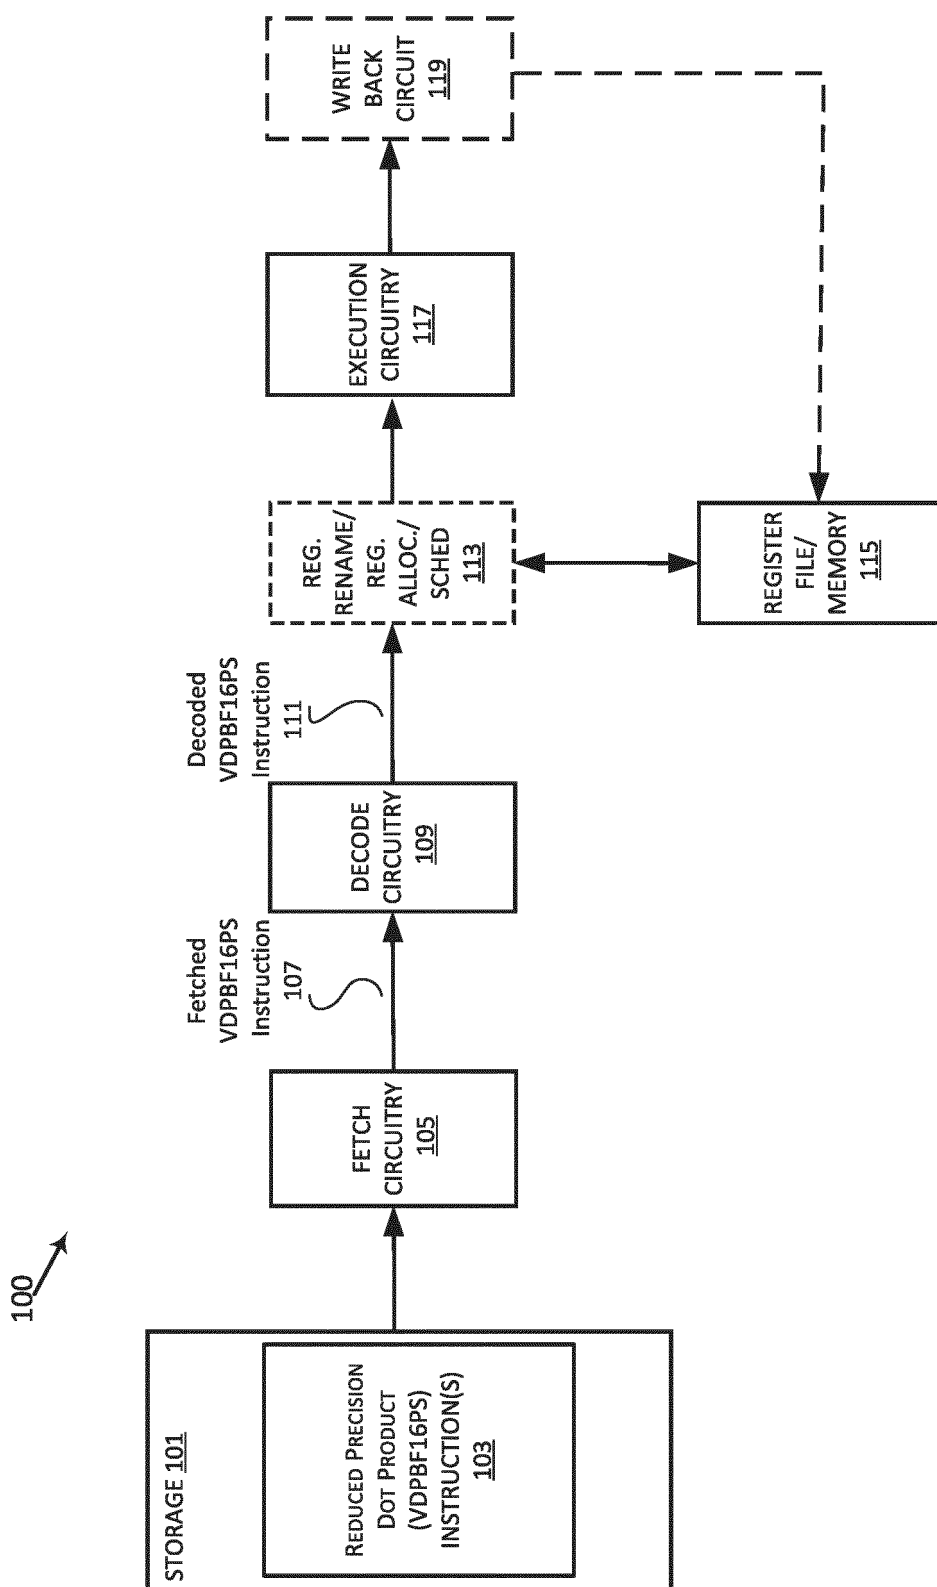 100
STORAGE 101
REDUCED PRECISION
DOT PRODUCT
(VDPBF16PS)
INSTRUCTION(S)
103
FETCH
CIRCUITRY
105
Fetched
VDPBF16PS
Instruction
107
DECODE
CIRCUITRY
109
Decoded
VDPBF16PS
Instruction
111
REG.
RENAME/
REG.
ALLOC./
SCHED
113
REGISTER
FILE/
MEMORY
115
EXECUTION
CIRCUITRY
117
WRITE
BACK
CIRCUIT
119